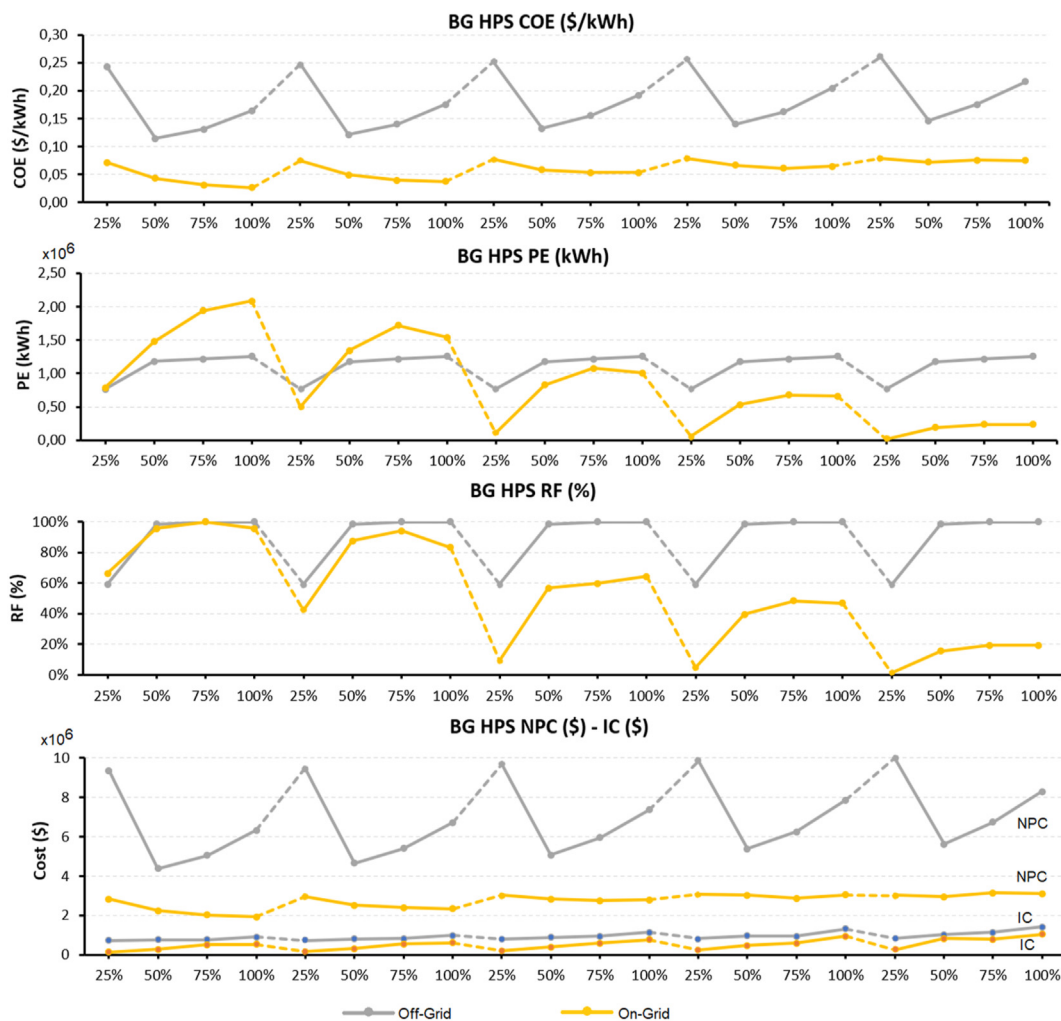 BG HPS COE ($/kWh)
COE ($/kWh)
0,30
0,25
0,20
0,15
0,10
0,05
0,00
25% 50% 75% 100% 25% 50% 75% 100% 25% 50% 75% 100% 25% 50% 75% 100% 25% 50% 75% 100%
x10⁶
BG HPS PE (kWh)
PE (kWh)
2,50
2,00
1,50
1,00
0,50
0,00
25% 50% 75% 100% 25% 50% 75% 100% 25% 50% 75% 100% 25% 50% 75% 100% 25% 50% 75% 100%
BG HPS RF (%)
RF (%)
100%
80%
60%
40%
20%
0%
25% 50% 75% 100% 25% 50% 75% 100% 25% 50% 75% 100% 25% 50% 75% 100% 25% 50% 75% 100%
x10⁶
BG HPS NPC ($) - IC ($)
Cost ($)
10
8
6
4
2
0
NPC
NPC
IC
IC
25% 50% 75% 100% 25% 50% 75% 100% 25% 50% 75% 100% 25% 50% 75% 100% 25% 50% 75% 100%
Off-Grid On-Grid